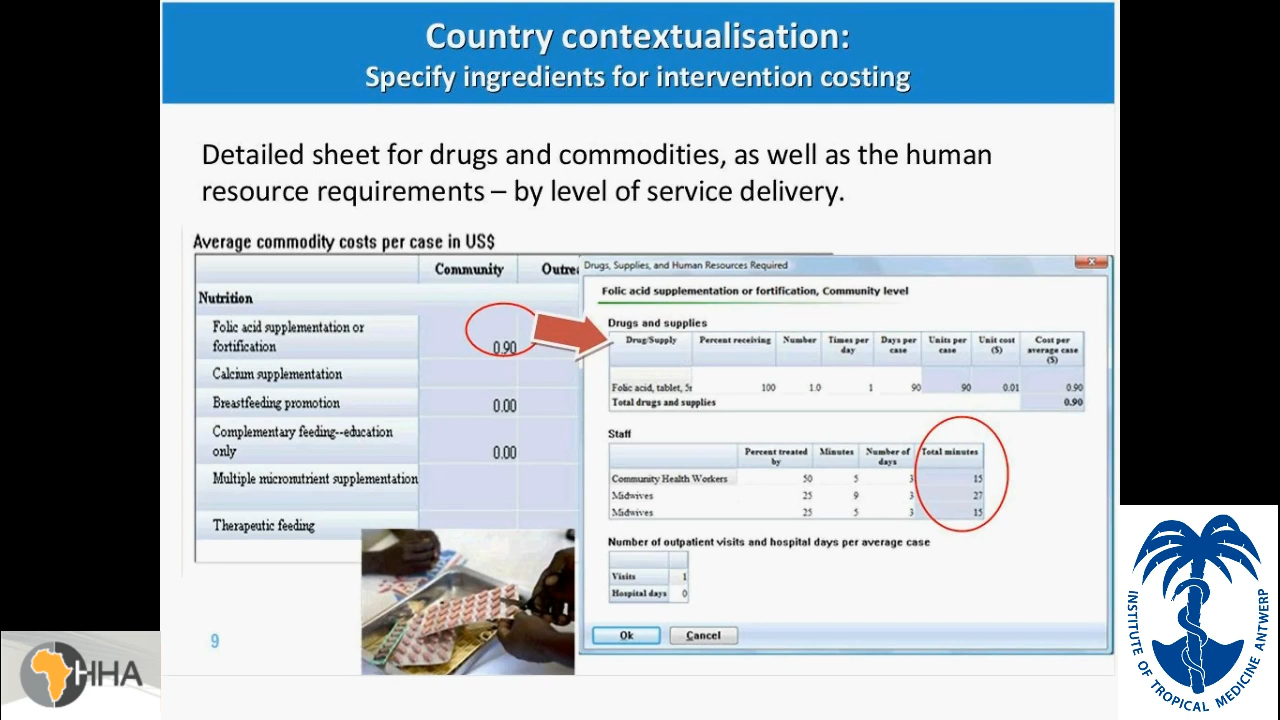 Country contextualisation:
Specify ingredients for intervention costing
Detailed sheet for drugs and commodities, as well as the human
resource requirements – by level of service delivery.
Average commodity costs per case in US$
Community
Nutrition
Folic acid supplementation or
fortification
0.90
Calcium supplementation
Breastfeeding promotion 0.00
Complementary feeding--education
only
0.00
Multiple micronutrient supplementation
Therapeutic feeding
Drugs, Supplies, and Human Resources Required
Folic acid supplementation or fortification, Community level
Drugs and supplies
Drug/Supply Percent receiving Number Times per day Days per case Units per case Unit cost ($) Cost per average case ($)
Folic acid, tablet, 100 1.0 1 90 90 0.01 0.90
Total drugs and supplies 0.90
Staff
Percent treated by Minutes Number of days Total minutes
Community Health Workers 50 5 3 15
Midwives 25 9 3 27
Midwives 25 5 3 15
Number of outpatient visits and hospital days per average case
Visits 1
Hospital days 0
Ok Cancel
9
HHA
INSTITUTE OF TROPICAL MEDICINE ANTWERP